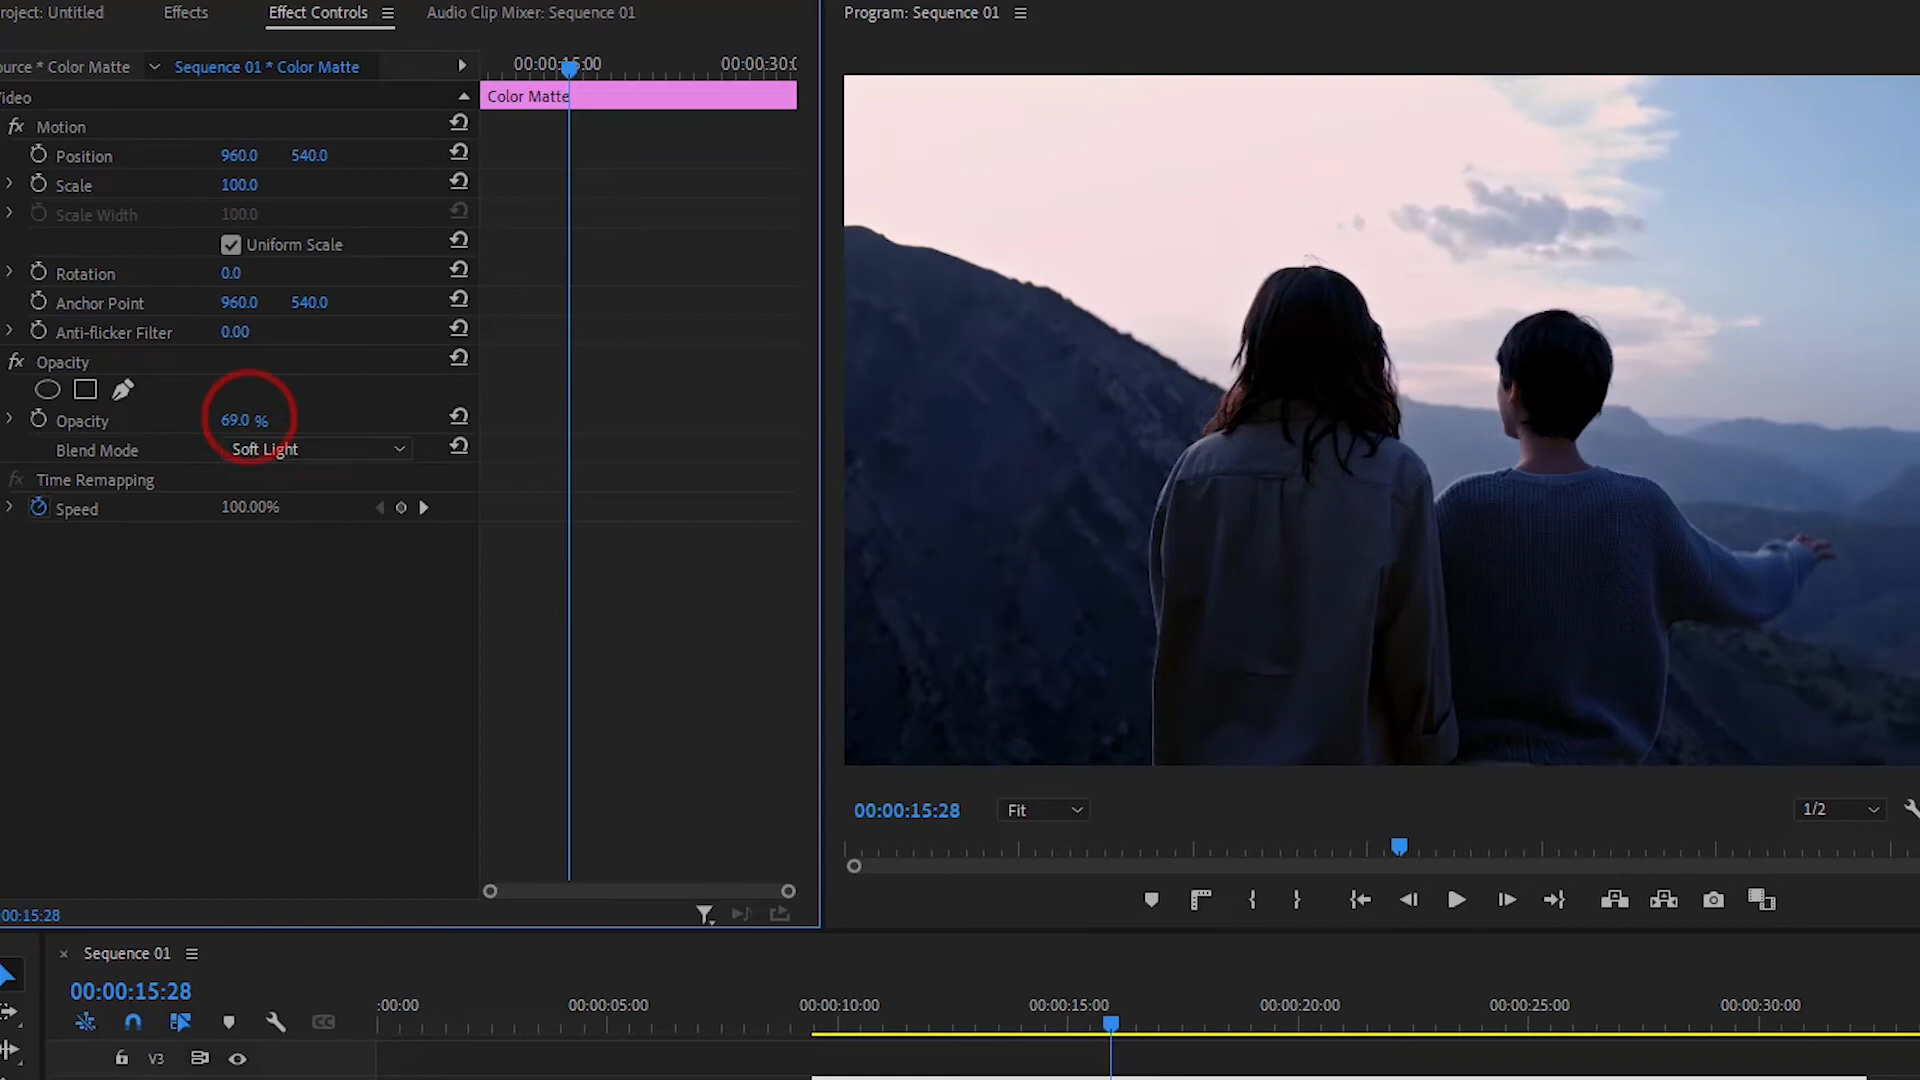 roject: Untitled Effects Effect Controls Audio Clip Mixer: Sequence 01 Program: Sequence 01
ource * Color Matte Sequence 01 * Color Matte 00:00:15:00 00:00:30:0
ideo Color Matte
fx Motion
Position 960.0 540.0
Scale 100.0
Scale Width 100.0
Uniform Scale
Rotation 0.0
Anchor Point 960.0 540.0
Anti-flicker Filter 0.00
fx Opacity
Opacity 69.0 %
Blend Mode Soft Light
fx Time Remapping
Speed 100.00%
00:00:15:28 Fit 1/2
00:15:28
Sequence 01
00:00:15:28 :00:00 00:00:05:00 00:00:10:00 00:00:15:00 00:00:20:00 00:00:25:00 00:00:30:00
CC
V3